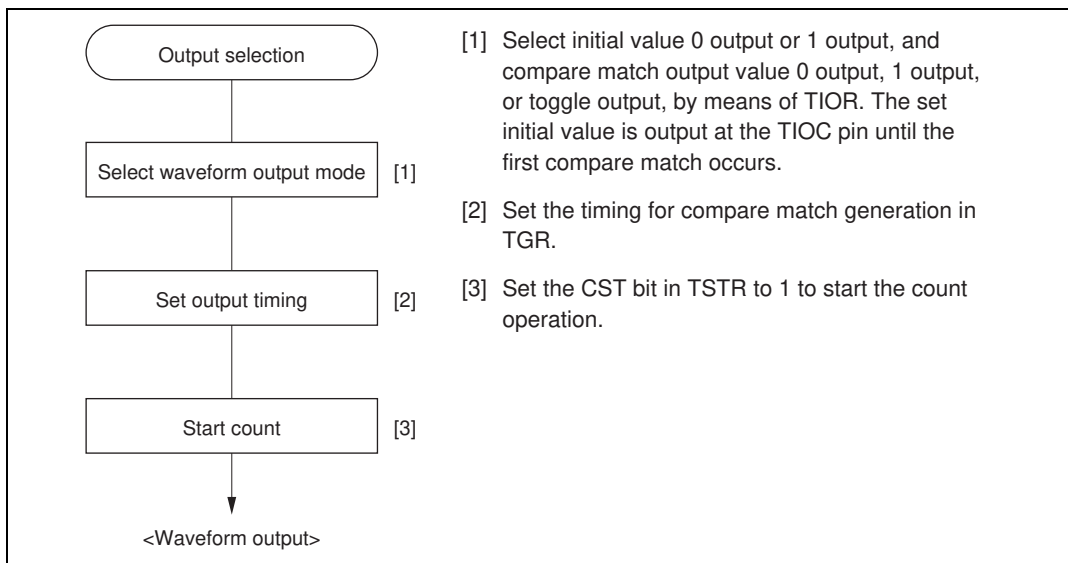 Output selection
Select waveform output mode [1]
Set output timing [2]
Start count [3]
<Waveform output>
[1] Select initial value 0 output or 1 output, and
compare match output value 0 output, 1 output,
or toggle output, by means of TIOR. The set
initial value is output at the TIOC pin until the
first compare match occurs.
[2] Set the timing for compare match generation in
TGR.
[3] Set the CST bit in TSTR to 1 to start the count
operation.